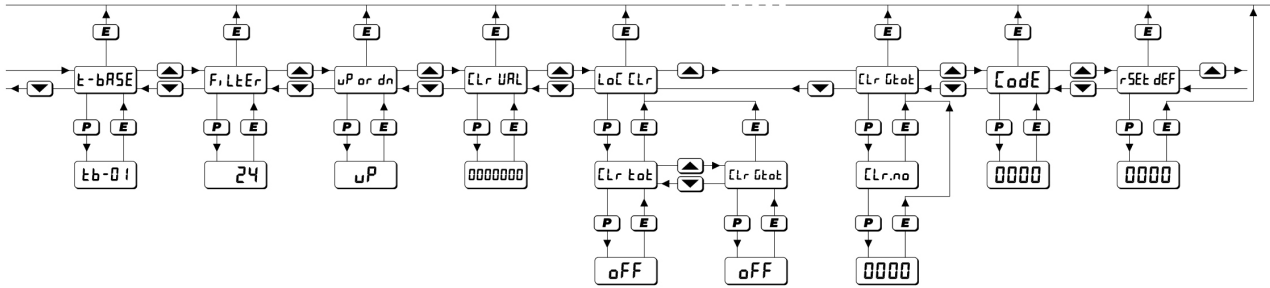 E E E E E E E E
t-bASE FiLtEr uP or dn CLr VAL LoC CLr CLr Gtot CodE rSEt dEF
P E P E P E P E P E E P E P E P E
tb-01 24 uP 0000000 CLr tot CLr Gtot CLr.no 0000 0000
P E P E P E
oFF oFF 0000